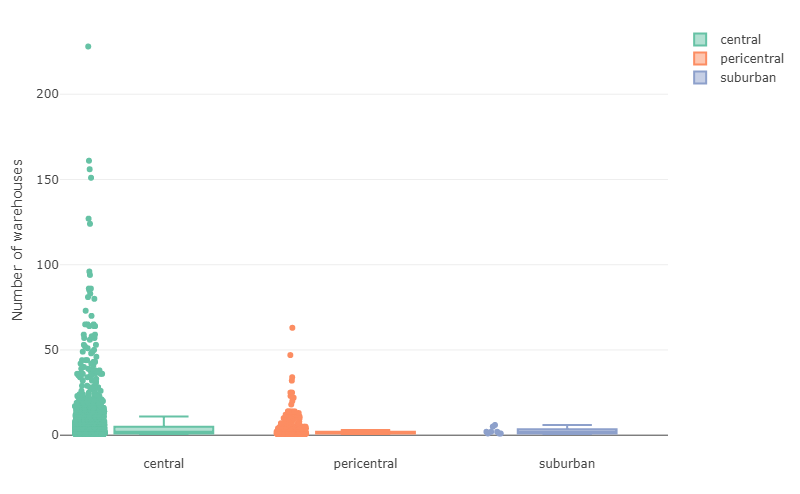 central
pericentral
suburban
200
150
100
50
0
Number of warehouses
central
pericentral
suburban